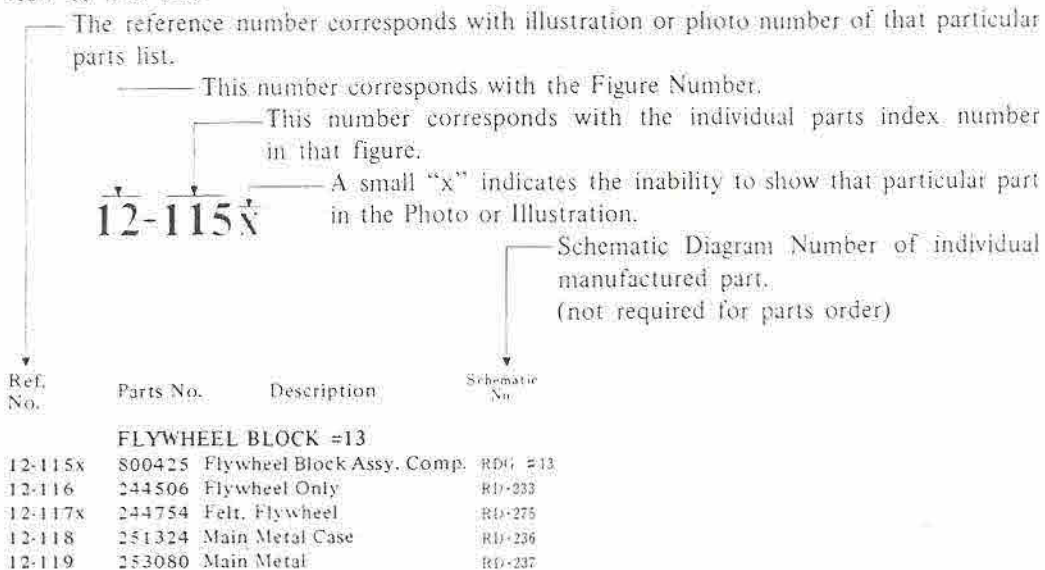 The reference number corresponds with illustration or photo number of that particular
parts list.
This number corresponds with the Figure Number.
This number corresponds with the individual parts index number
in that figure.
A small “x” indicates the inability to show that particular part
in the Photo or Illustration.
12-115x
Schematic Diagram Number of individual
manufactured part.
(not required for parts order)
Ref. No. Parts No. Description Schematic No.
FLYWHEEL BLOCK =13
12-115x 800425 Flywheel Block Assy. Comp. RDG =13
12-116 244506 Flywheel Only RD-233
12-117x 244754 Felt, Flywheel RD-275
12-118 251324 Main Metal Case RD-236
12-119 253080 Main Metal RD-237